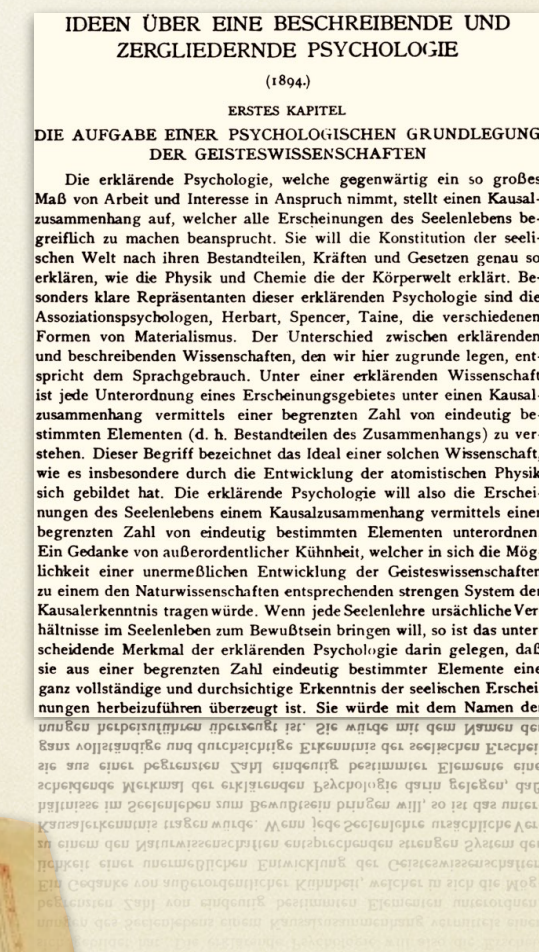 IDEEN ÜBER EINE BESCHREIBENDE UND
ZERGLIEDERNDE PSYCHOLOGIE
(1894.)
ERSTES KAPITEL
DIE AUFGABE EINER PSYCHOLOGISCHEN GRUNDLEGUNG
DER GEISTESWISSENSCHAFTEN
Die erklärende Psychologie, welche gegenwärtig ein so großes
Maß von Arbeit und Interesse in Anspruch nimmt, stellt einen Kausal-
zusammenhang auf, welcher alle Erscheinungen des Seelenlebens be-
greiflich zu machen beansprucht. Sie will die Konstitution der seeli-
schen Welt nach ihren Bestandteilen, Kräften und Gesetzen genau so
erklären, wie die Physik und Chemie die der Körperwelt erklärt. Be-
sonders klare Repräsentanten dieser erklärenden Psychologie sind die
Assoziationspsychologen, Herbart, Spencer, Taine, die verschiedenen
Formen von Materialismus. Der Unterschied zwischen erklärenden
und beschreibenden Wissenschaften, den wir hier zugrunde legen, ent-
spricht dem Sprachgebrauch. Unter einer erklärenden Wissenschaft
ist jede Unterordnung eines Erscheinungsgebietes unter einen Kausal-
zusammenhang vermittels einer begrenzten Zahl von eindeutig be-
stimmten Elementen (d. h. Bestandteilen des Zusammenhangs) zu ver-
stehen. Dieser Begriff bezeichnet das Ideal einer solchen Wissenschaft,
wie es insbesondere durch die Entwicklung der atomistischen Physik
sich gebildet hat. Die erklärende Psychologie will also die Erschei-
nungen des Seelenlebens einem Kausalzusammenhang vermittels einer
begrenzten Zahl von eindeutig bestimmten Elementen unterordnen
Ein Gedanke von außerordentlicher Kühnheit, welcher in sich die Mög-
lichkeit einer unermeßlichen Entwicklung der Geisteswissenschaften
zu einem den Naturwissenschaften entsprechenden strengen System der
Kausalerkenntnis tragen würde. Wenn jede Seelenlehre ursächliche Ver
hältnisse im Seelenleben zum Bewußtsein bringen will, so ist das unter
scheidende Merkmal der erklärenden Psychologie darin gelegen, daß
sie aus einer begrenzten Zahl eindeutig bestimmter Elemente eine
ganz vollständige und durchsichtige Erkenntnis der seelischen Erschei
nungen herbeizuführen überzeugt ist. Sie würde mit dem Namen de